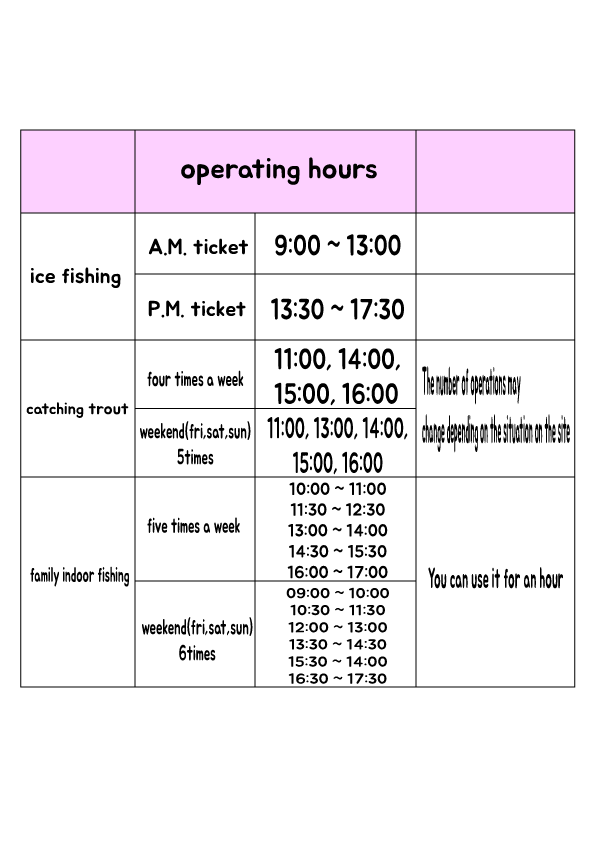 operating hours
ice fishing
A.M. ticket
9:00 ~ 13:00
P.M. ticket
13:30 ~ 17:30
catching trout
four times a week
11:00, 14:00,
15:00, 16:00
The number of operations may
change depending on the situation on the site
weekend(fri,sat,sun)
5times
11:00, 13:00, 14:00,
15:00, 16:00
family indoor fishing
five times a week
10:00 ~ 11:00
11:30 ~ 12:30
13:00 ~ 14:00
14:30 ~ 15:30
16:00 ~ 17:00
You can use it for an hour
weekend(fri,sat,sun)
6times
09:00 ~ 10:00
10:30 ~ 11:30
12:00 ~ 13:00
13:30 ~ 14:30
15:30 ~ 14:00
16:30 ~ 17:30